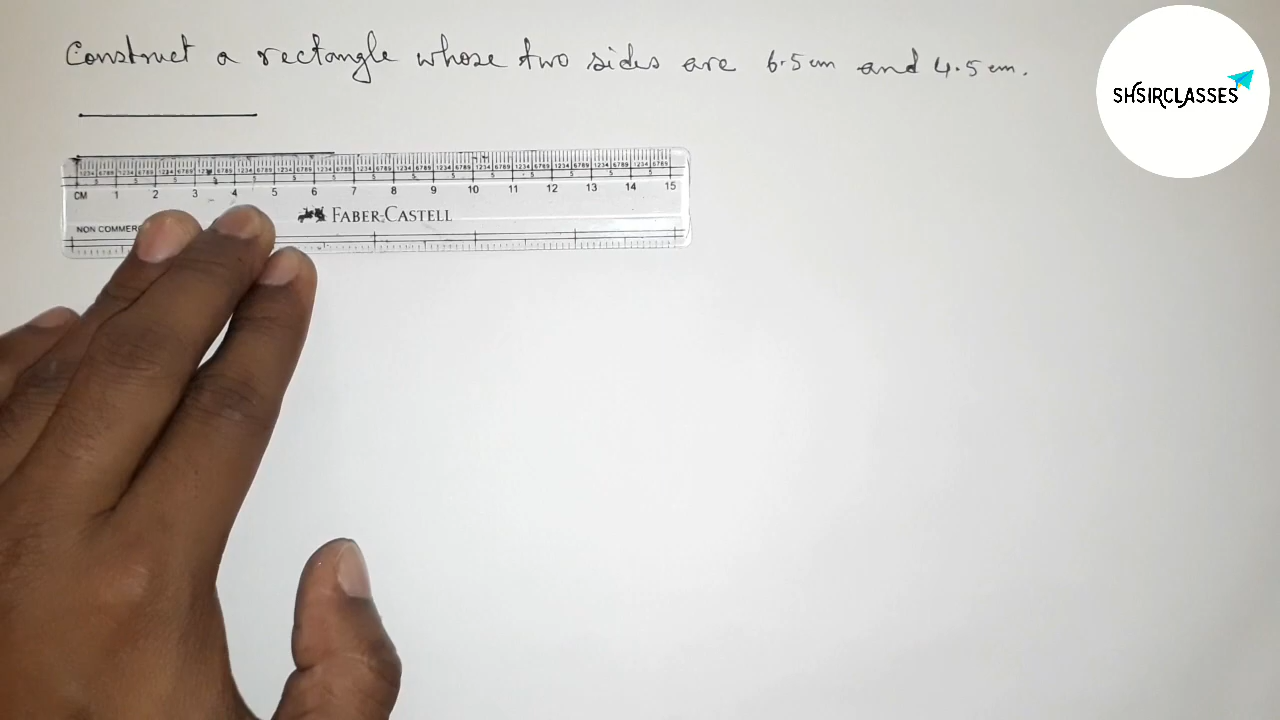 Construct a rectangle whose two sides are 6.5 cm and 4.5 cm.
SHSIRCLASSES
CM 1 2 3 4 5 6 7 8 9 10 11 12 13 14 15
FABER-CASTELL
NON COMMERC